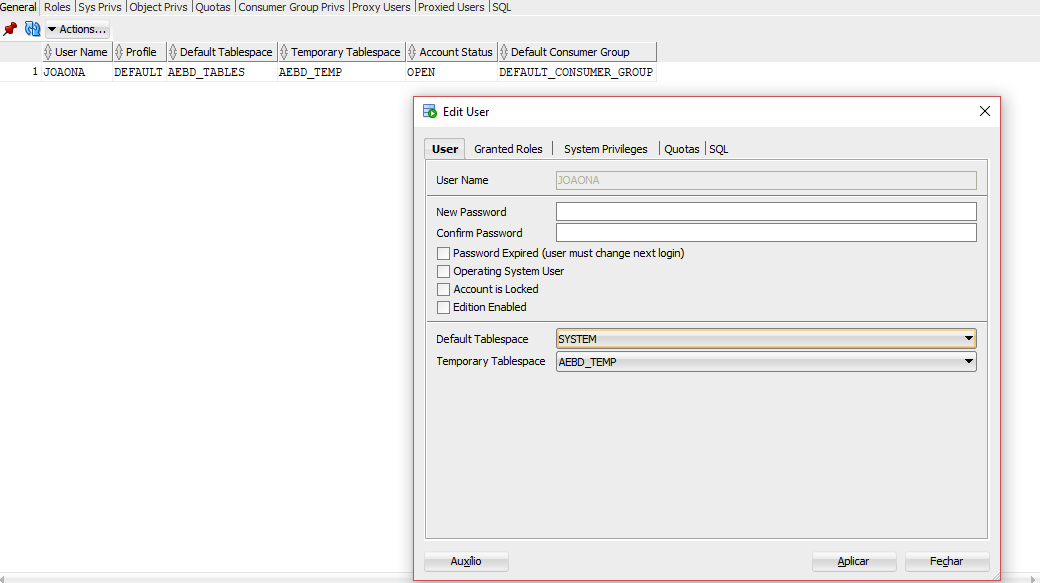 General Roles Sys Privs Object Privs Quotas Consumer Group Privs Proxy Users Proxied Users SQL
Actions...
User Name Profile Default Tablespace Temporary Tablespace Account Status Default Consumer Group
1 JOAONA DEFAULT AEBD_TABLES AEBD_TEMP OPEN DEFAULT_CONSUMER_GROUP
Edit User
User Granted Roles System Privileges Quotas SQL
User Name JOAONA
New Password
Confirm Password
Password Expired (user must change next login)
Operating System User
Account is Locked
Edition Enabled
Default Tablespace SYSTEM
Temporary Tablespace AEBD_TEMP
Auxílio Aplicar Fechar